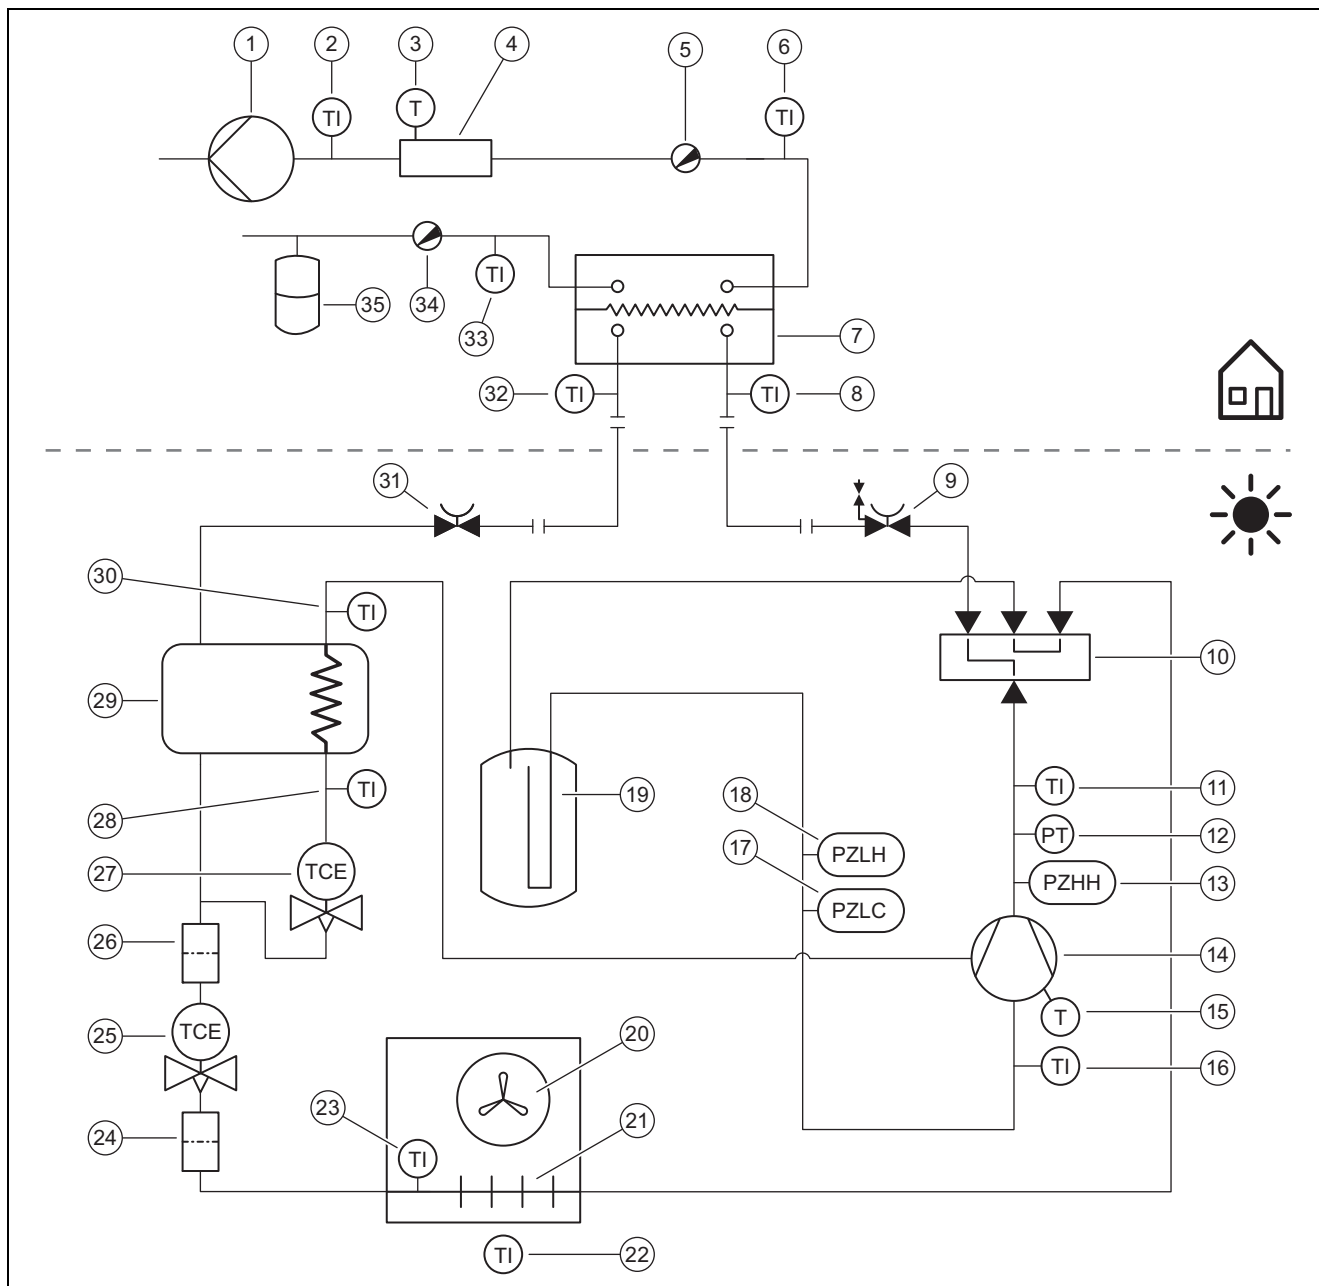 1 2 3 4 5 6
TI T TI
35 34 TI 33 7
32 TI TI 8
31 9
30 TI
10
29
28 TI 19 18 TI 11
17 PT 12
27 TCE PZLH PZHH 13
PZLC
26 14
25 TCE 20 T 15
23 TI 16
24 21
TI
TI 22